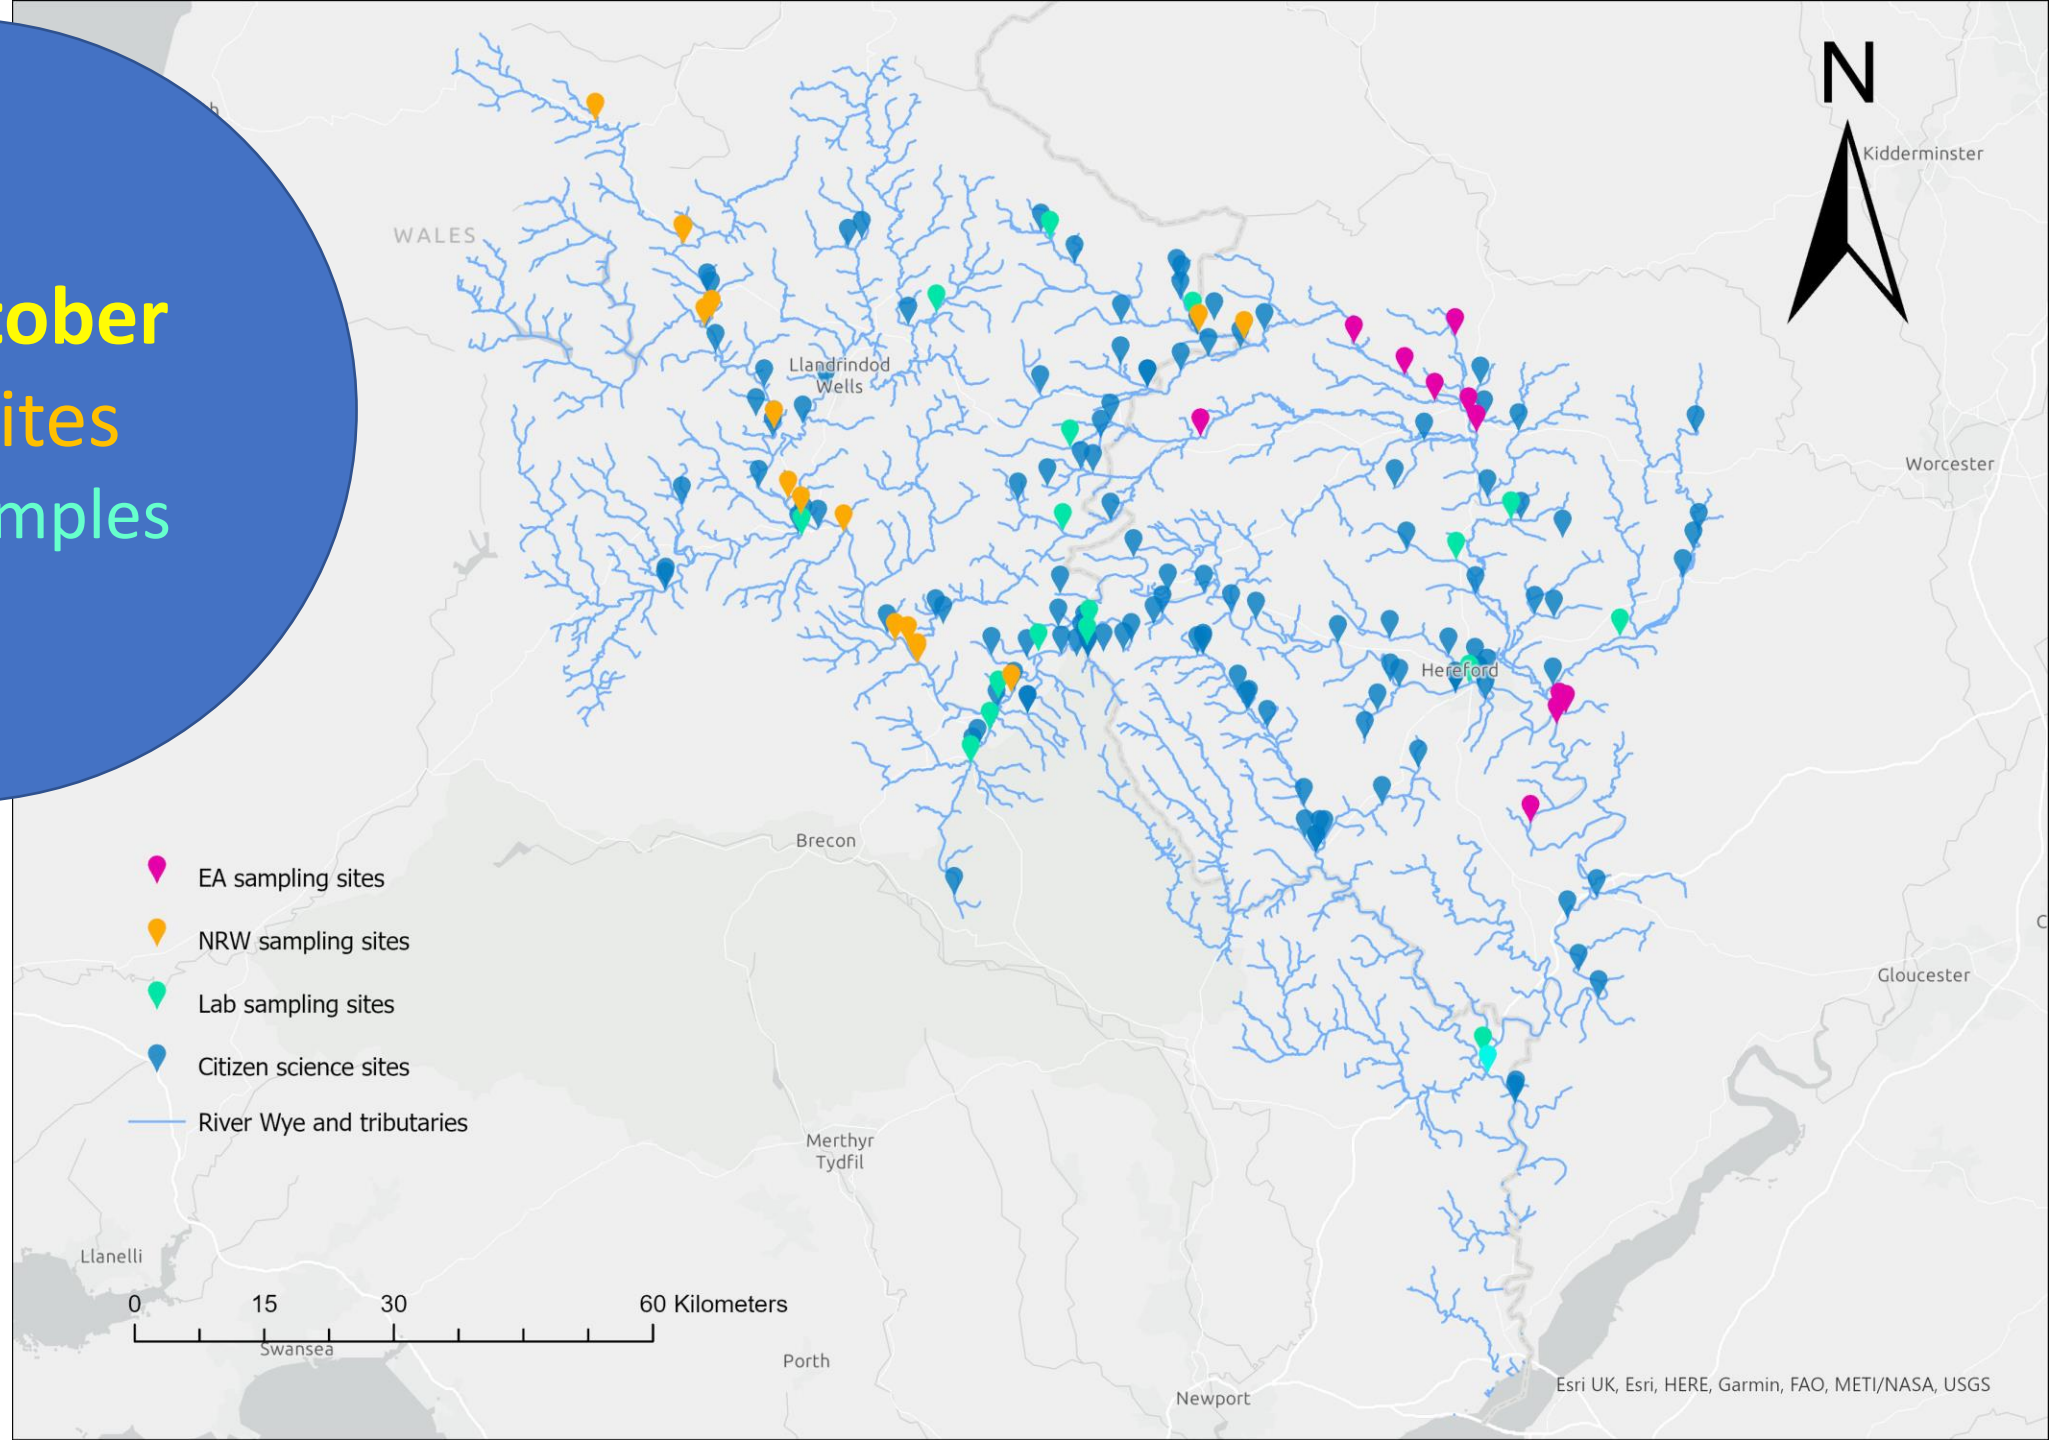 tober
ites
mples
N
Kidderminster
WALES
Llandrindod
Wells
Worcester
Hereford
Brecon
EA sampling sites
NRW sampling sites
Gloucester
Lab sampling sites
Citizen science sites
River Wye and tributaries
Merthyr
Tydfil
Llanelli
0 15 30 60 Kilometers
Swansea
Porth
Newport
Esri UK, Esri, HERE, Garmin, FAO, METI/NASA, USGS